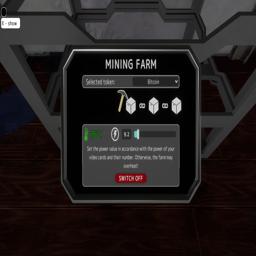 E - show
MINING FARM
Selected token:
Bitcoin
9.2
Set the power value in accordance with the power of your
video cards and their number. Otherwise, the farm may
overheat!
SWITCH OFF